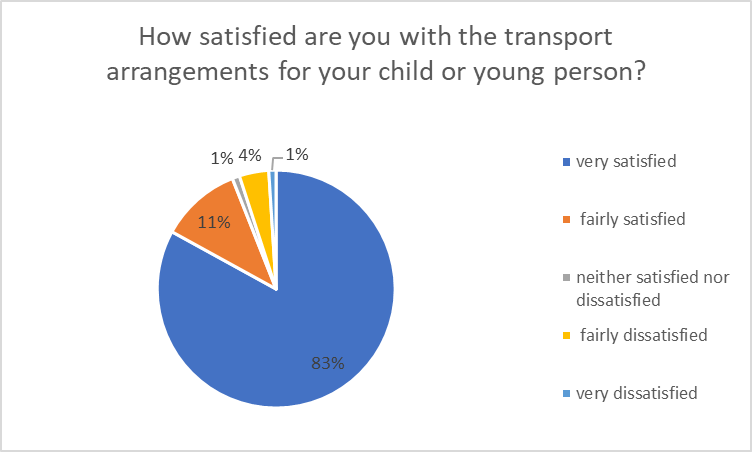 How satisfied are you with the transport
arrangements for your child or young person?
1%
4%
1%
11%
83%
very satisfied
fairly satisfied
neither satisfied nor
dissatisfied
fairly dissatisfied
very dissatisfied